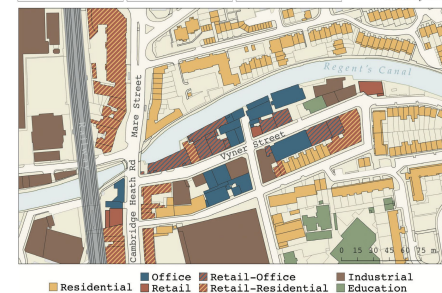 Regent's Canal
Mare Street
Vyner Street
Cambridge Heath Rd
0 15 30 45 60 75 m
Office
Retail-Office
Industrial
Residential
Retail
Retail-Residential
Education